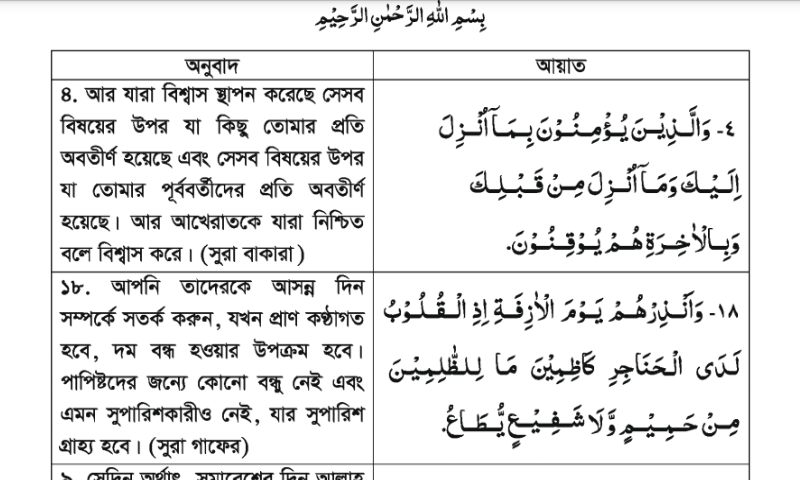 بِسْمِ اللهِ الرَّحْمٰنِ الرَّحِيْمِ
অনুবাদ
আয়াত
৪. আর যারা বিশ্বাস স্থাপন করেছে সেসব
বিষয়ের উপর যা কিছু তোমার প্রতি
অবতীর্ণ হয়েছে এবং সেসব বিষয়ের উপর
যা তোমার পূর্ববর্তীদের প্রতি অবতীর্ণ
হয়েছে। আর আখেরাতকে যারা নিশ্চিত
বলে বিশ্বাস করে। (সুরা বাকারা)
٤- وَالَّذِيْنَ يُؤْمِنُوْنَ بِمَآ اُنْزِلَ
اِلَيْكَ وَمَآ اُنْزِلَ مِنْ قَبْلِكَ
وَبِالْاٰخِرَةِ هُمْ يُوْقِنُوْنَ.
১৮. আপনি তাদেরকে আসন্ন দিন
সম্পর্কে সতর্ক করুন, যখন প্রাণ কণ্ঠাগত
হবে, দম বন্ধ হওয়ার উপক্রম হবে।
পাপিষ্টদের জন্যে কোনো বন্ধু নেই এবং
এমন সুপারিশকারীও নেই, যার সুপারিশ
গ্রাহ্য হবে। (সুরা গাফের)
١٨- وَاَنْذِرْهُمْ يَوْمَ الْاٰزِفَةِ اِذِ الْقُلُوْبُ
لَدَى الْحَنَاجِرِ كَاظِمِيْنَ مَا لِلظّٰلِمِيْنَ
مِنْ حَمِيْمٍ وَّلَا شَفِيْعٍ يُّطَاعُ.
৯. সেদিন অর্থাৎ, সমাবেশের দিন আল্লাহ